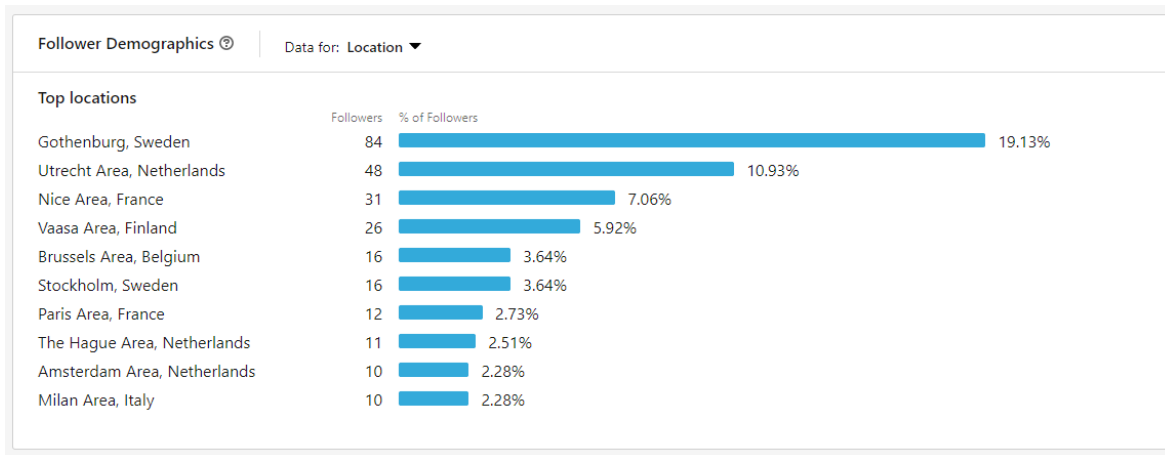 Follower Demographics ? Data for: Location
Top locations
Followers % of Followers
Gothenburg, Sweden 84 19.13%
Utrecht Area, Netherlands 48 10.93%
Nice Area, France 31 7.06%
Vaasa Area, Finland 26 5.92%
Brussels Area, Belgium 16 3.64%
Stockholm, Sweden 16 3.64%
Paris Area, France 12 2.73%
The Hague Area, Netherlands 11 2.51%
Amsterdam Area, Netherlands 10 2.28%
Milan Area, Italy 10 2.28%